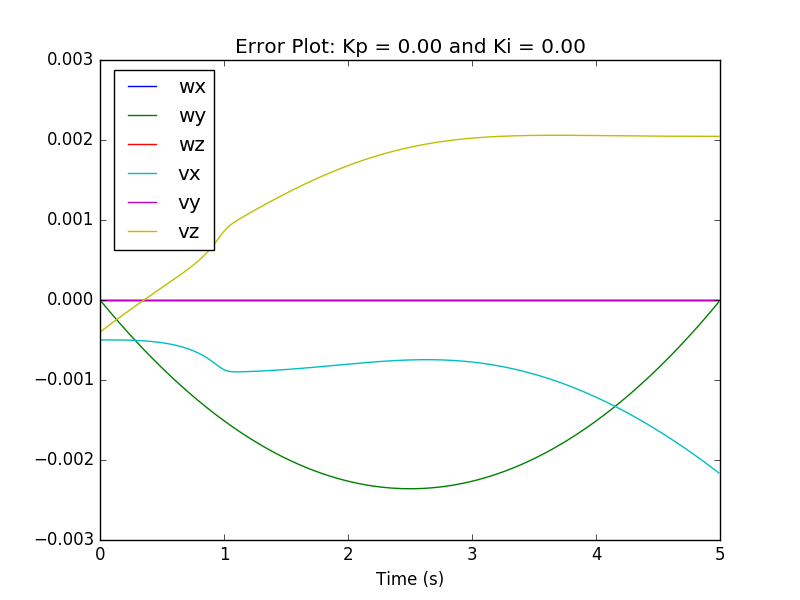 Error Plot: Kp = 0.00 and Ki = 0.00
0.003
0.002
0.001
0.000
−0.001
−0.002
−0.003
wx
wy
wz
vx
vy
vz
0 1 2 3 4 5
Time (s)